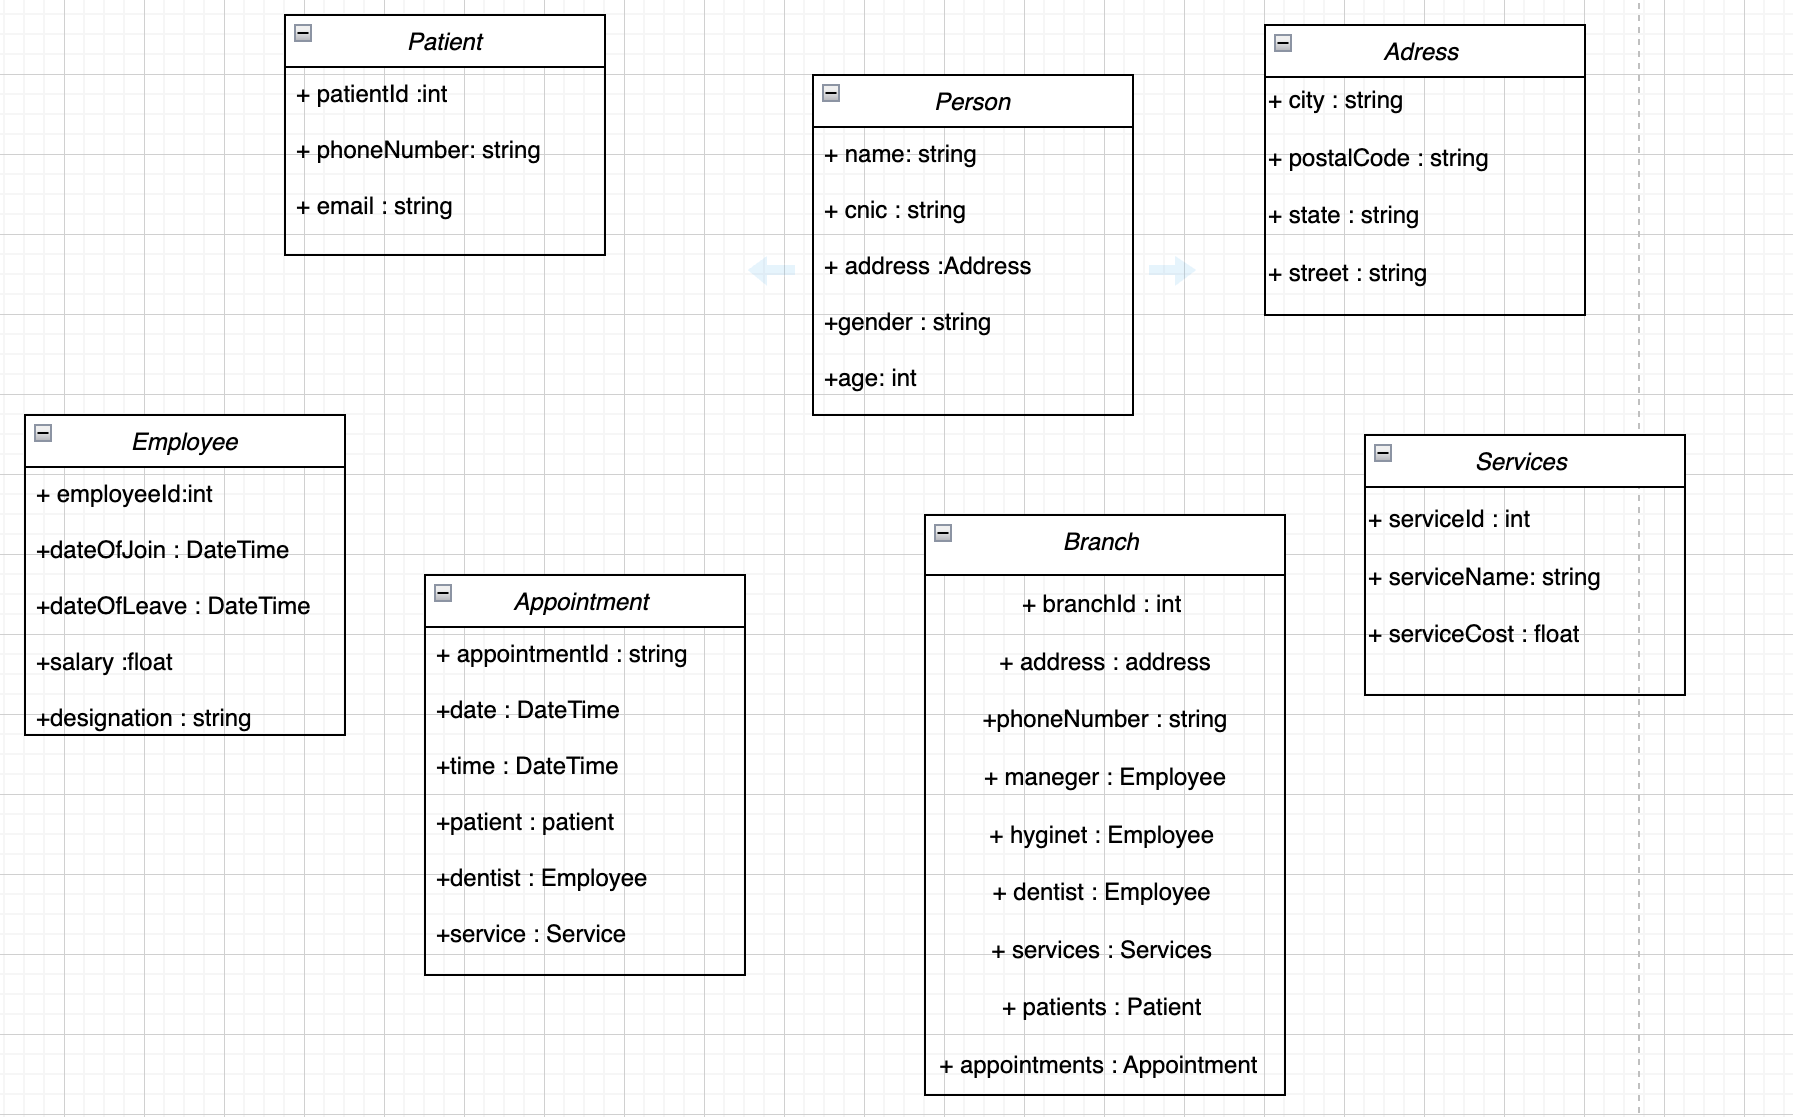 Patient
+ patientId :int
+ phoneNumber: string
+ email : string
Person
+ name: string
+ cnic : string
+ address :Address
+gender : string
+age: int
Adress
+ city : string
+ postalCode : string
+ state : string
+ street : string
Employee
+ employeeId:int
+dateOfJoin : DateTime
+dateOfLeave : DateTime
+salary :float
+designation : string
Appointment
+ appointmentId : string
+date : DateTime
+time : DateTime
+patient : patient
+dentist : Employee
+service : Service
Branch
+ branchId : int
+ address : address
+phoneNumber : string
+ maneger : Employee
+ hyginet : Employee
+ dentist : Employee
+ services : Services
+ patients : Patient
+ appointments : Appointment
Services
+ serviceId : int
+ serviceName: string
+ serviceCost : float